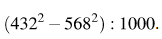 (432² − 568²) : 1000.